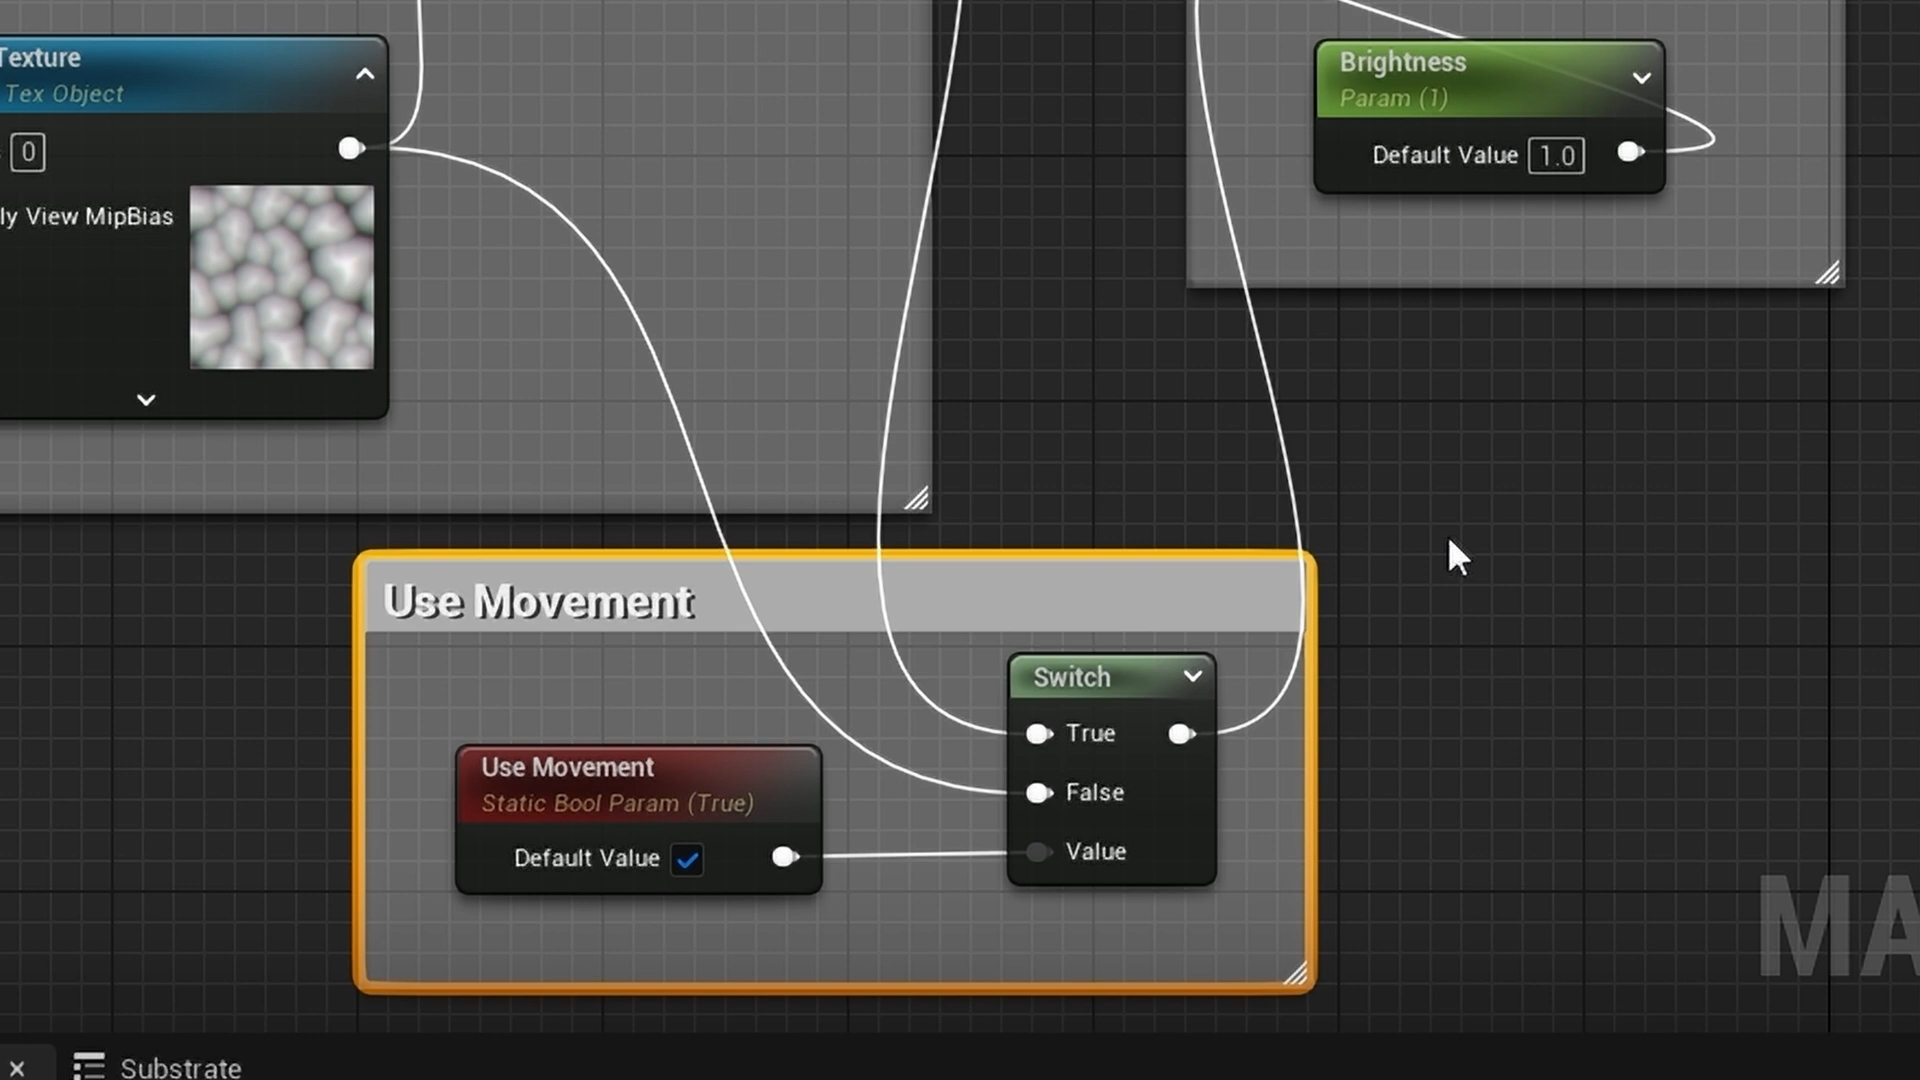 Texture
Tex Object
0
ly View MipBias
Brightness
Param (1)
Default Value 1.0
Use Movement
Switch
True
False
Value
Use Movement
Static Bool Param (True)
Default Value
MA
Substrate